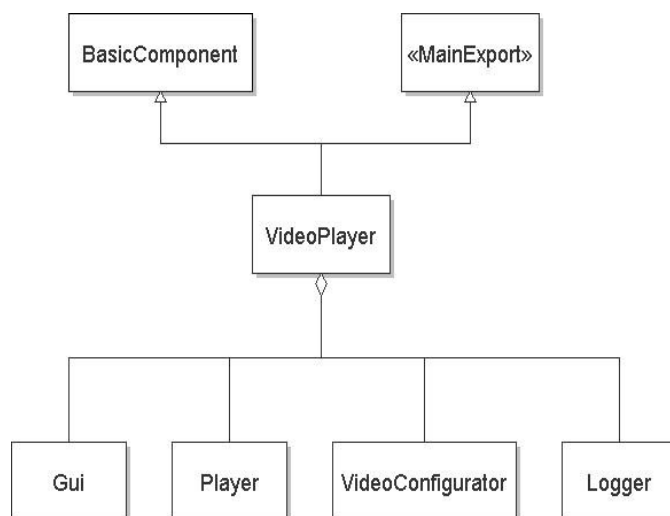 BasicComponent
«MainExport»
VideoPlayer
Gui
Player
VideoConfigurator
Logger